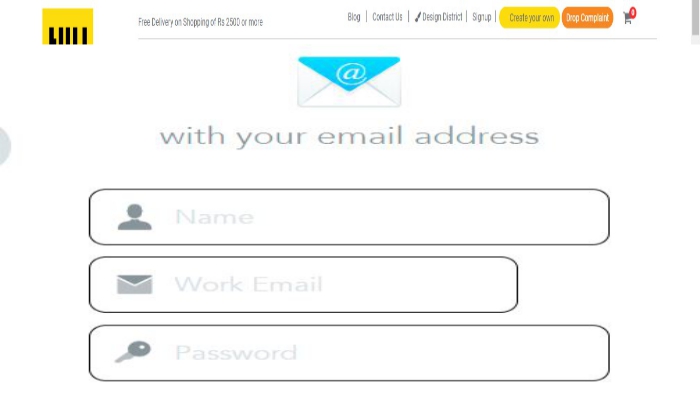 Free Delivery on Shopping of Rs 2500 or more
Blog | Contact Us | Design District | Signup | Create your own Drop Complaint 0
@
with your email address
Name
Work Email
Password